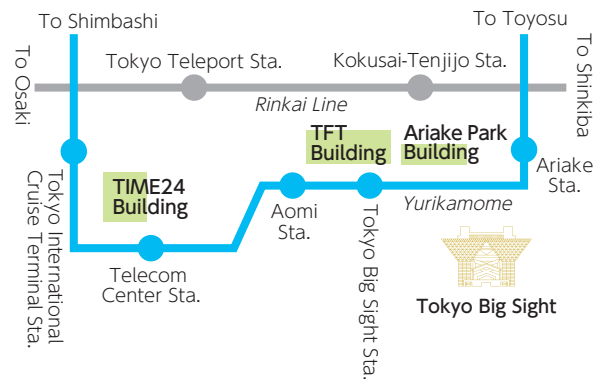 To Shimbashi
To Toyosu
To Osaki
Tokyo Teleport Sta.
Kokusai-Tenjijo Sta.
To Shinkiba
Rinkai Line
TFT
Building
Ariake Park
Building
Tokyo International
Cruise Terminal Sta.
TIME24
Building
Ariake
Sta.
Aomi
Sta.
Yurikamome
Tokyo Big Sight Sta.
Telecom
Center Sta.
Tokyo Big Sight